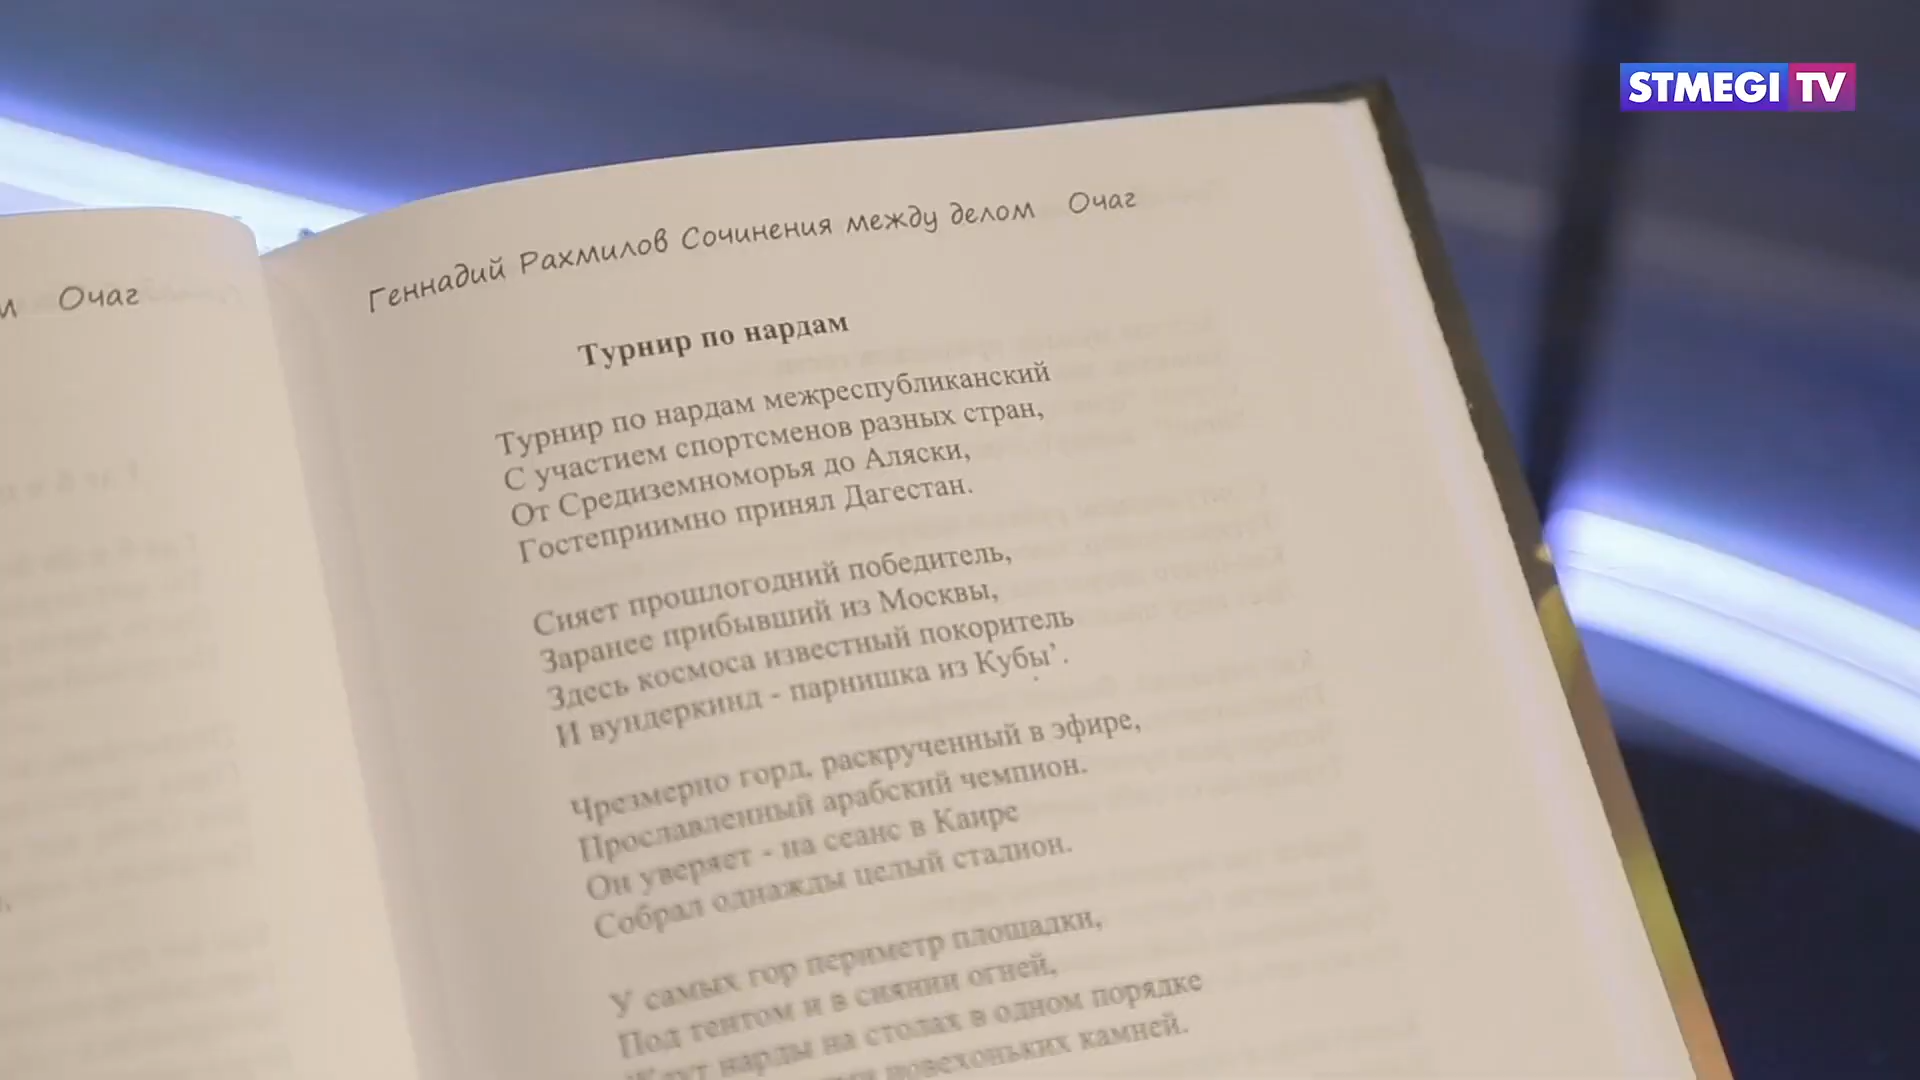 STMEGI TV
Очаг
Геннадий Рахмилов Сочинения между делом Очаг
Турнир по нардам
Турнир по нардам межреспубликанский
С участием спортсменов разных стран,
От Средиземноморья до Аляски,
Гостеприимно принял Дагестан.
Сияет прошлогодний победитель,
Заранее прибывший из Москвы,
Здесь космоса известный покоритель
И вундеркинд - парнишка из Кубы’.
Чрезмерно горд, раскрученный в эфире,
Прославленный арабский чемпион.
Он уверяет - на сеанс в Каире
Собрал однажды целый стадион.
У самых гор периметр площадки,
Под тентом и в сиянии огней,
Ждут нарды на столах в одном порядке
новехоньких камней.